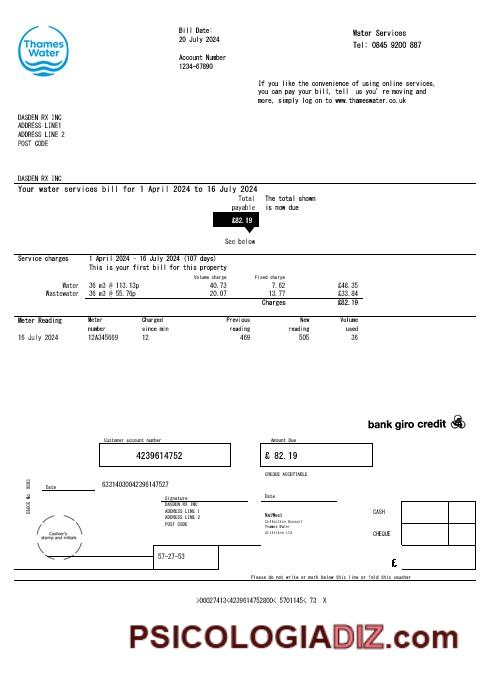 Thames
Water
Bill Date:
20 July 2024
Account Number
1234-67890
Water Services
Tel: 0845 9200 887
If you like the convenience of using online services,
you can pay your bill, tell us you're moving and
more, simply log on to www.thameswater.co.uk
DASDEN RX INC
ADDRESS LINE1
ADDRESS LINE 2
POST CODE
DASDEN RX INC
Your water services bill for 1 April 2024 to 16 July 2024
Total The total shown
payable is now due
£82.19
See below
Service charges 1 April 2024 - 16 July 2024 (107 days)
This is your first bill for this property
Volume charge Fixed charge
Water 36 m3 @ 113.13p 40.73 7.62 £48.35
Wastewater 36 m3 @ 55.76p 20.07 13.77 £33.84
Charges £82.19
Meter Reading Meter Charged Previous New Volume
number since min reading reading used
16 July 2024 12A345669 12 469 505 36
bank giro credit
Customer account number Amount Due
4239614752 £ 82.19
CHEQUE ACCEPTABLE
63314030042396147527
Date
Signature
Date
DASDEN RX INC
ADDRESS LINE 1
ADDRESS LINE 2
POST CODE
NatWest
Collection Account
Thames Water
Utilities Ltd
CASH
CHEQUE
£
Cashier's
stamp and initials
57-27-53
Please do not write or mark below this line or fold this voucher
>00027413<4239614752800< 5701145< 73 X
PSICOLOGIADIZ.com